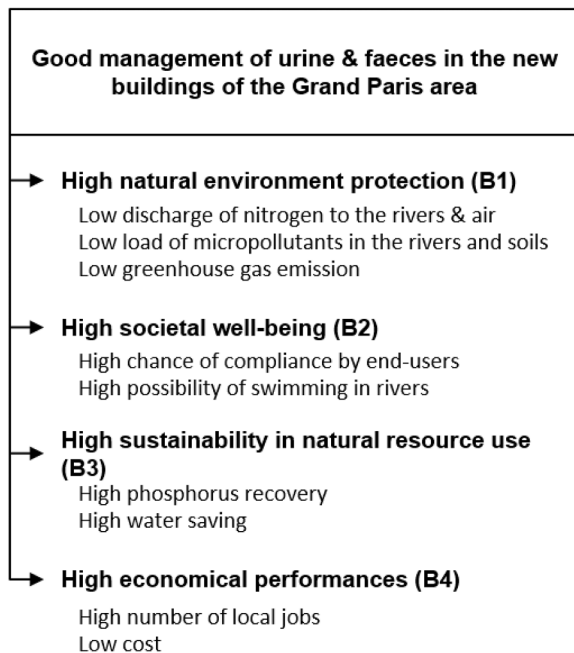 Good management of urine & faeces in the new
buildings of the Grand Paris area
High natural environment protection (B1)
Low discharge of nitrogen to the rivers & air
Low load of micropollutants in the rivers and soils
Low greenhouse gas emission
High societal well-being (B2)
High chance of compliance by end-users
High possibility of swimming in rivers
High sustainability in natural resource use
(B3)
High phosphorus recovery
High water saving
High economical performances (B4)
High number of local jobs
Low cost